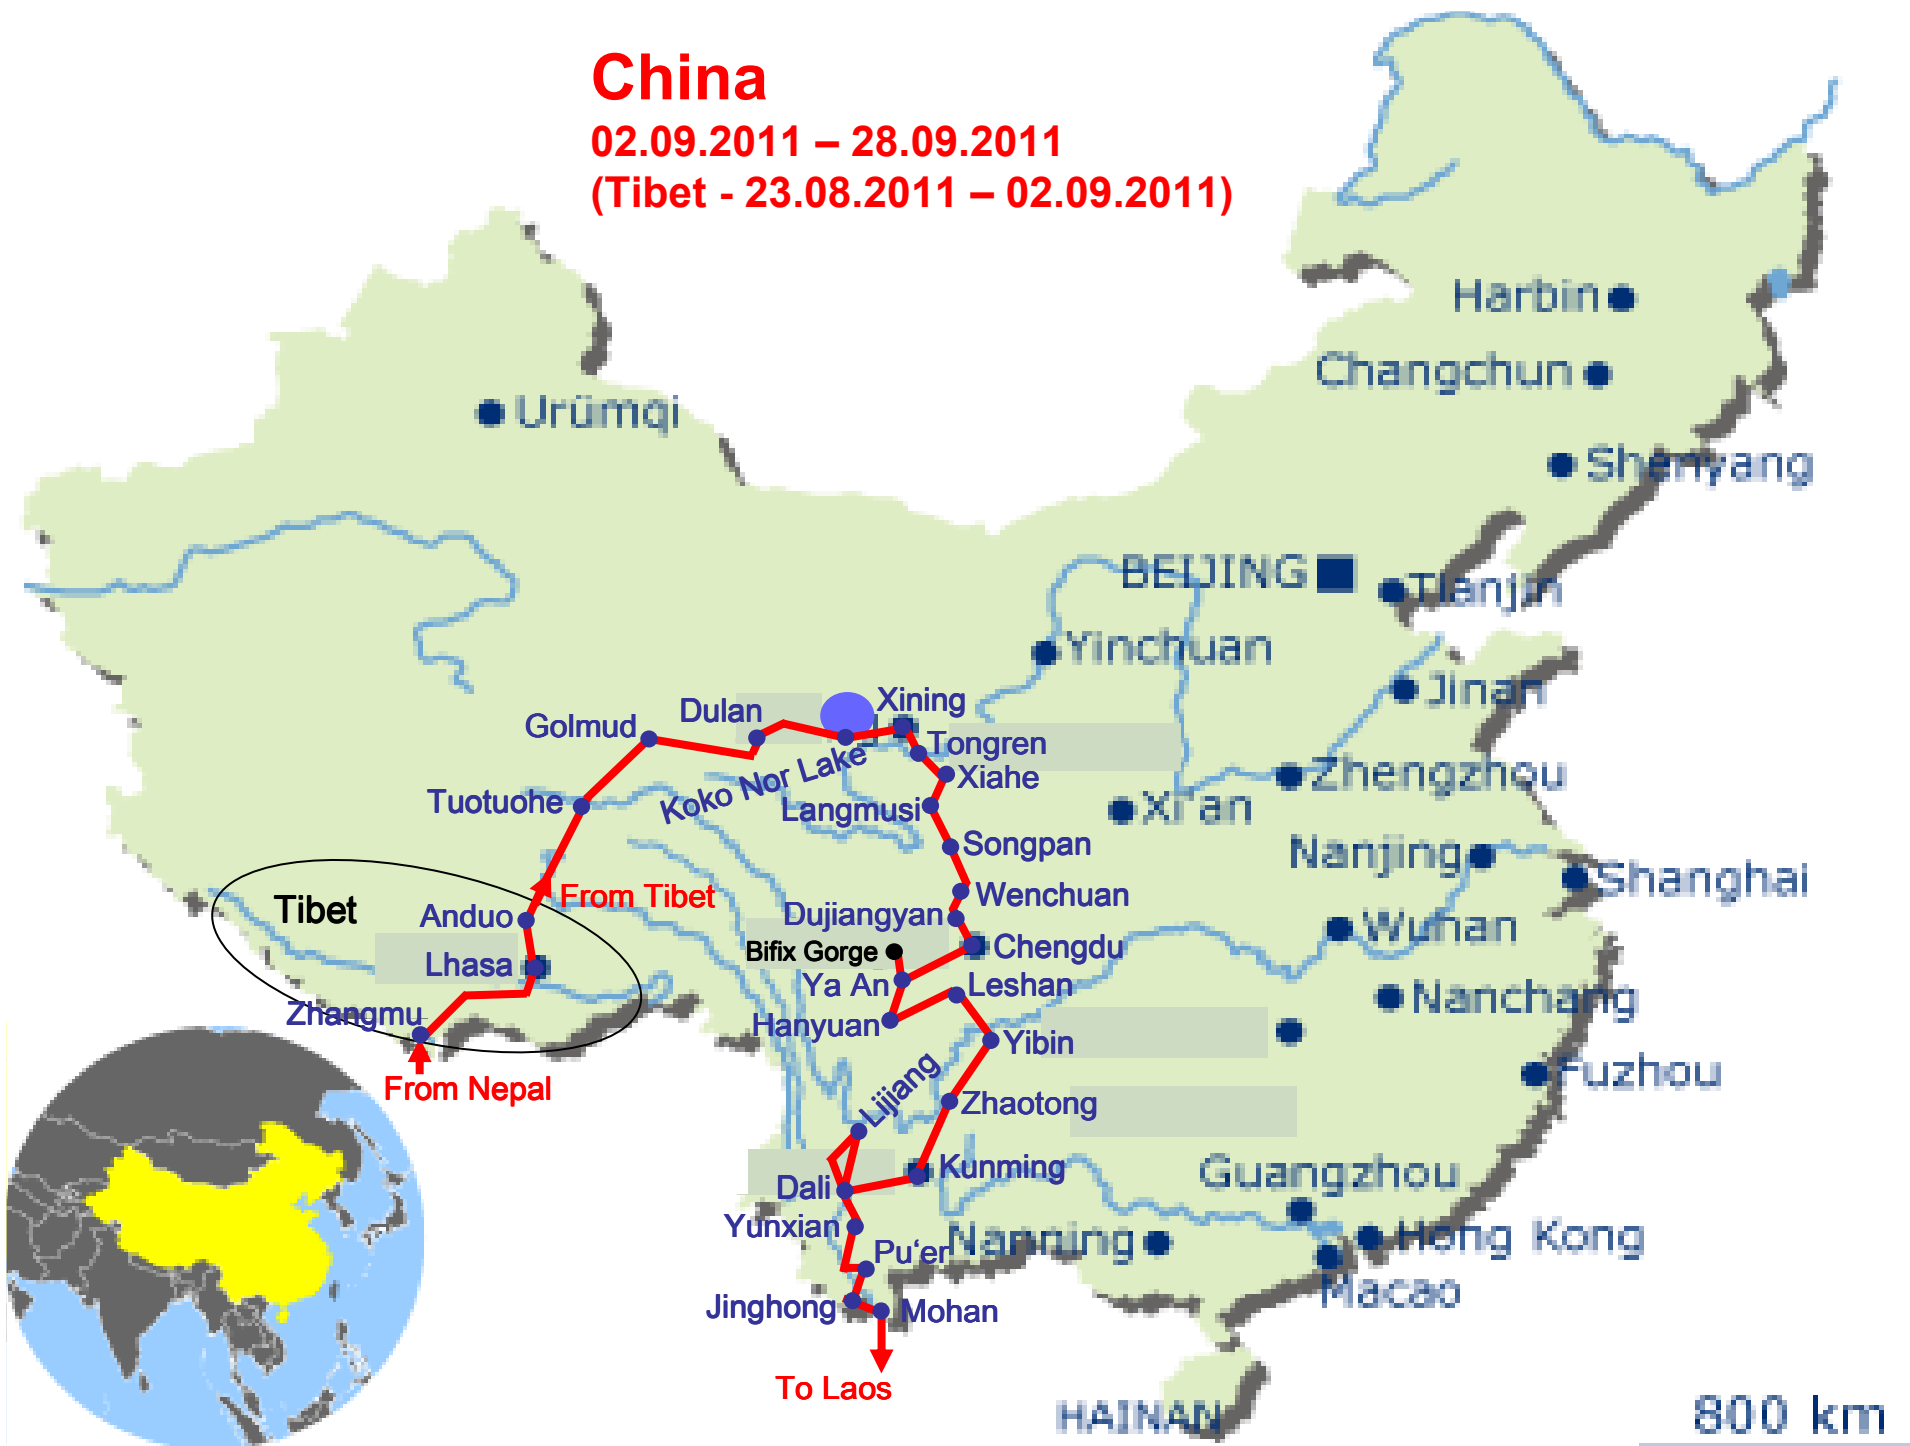 China
02.09.2011 – 28.09.2011
(Tibet - 23.08.2011 – 02.09.2011)
Harbin
Changchun
Urümqi
Shenyang
BEIJING
Tianjin
Yinchuan
Jinan
Xining
Dulan
Golmud
Tongren
Koko Nor Lake
Xiahe
Zhengzhou
Tuotuohe
Langmusi
Xi'an
Songpan
Nanjing
Shanghai
Wenchuan
From Tibet
Tibet
Anduo
Dujiangyan
Wuhan
Bifix Gorge
Chengdu
Lhasa
Ya An
Leshan
Nanchang
Zhangmu
Hanyuan
Yibin
From Nepal
Lijiang
Fuzhou
Zhaotong
Kunming
Guangzhou
Dali
Yunxian
Pu‘er
Nanning
Hong Kong
Macao
Jinghong
Mohan
To Laos
HAINAN
800 km